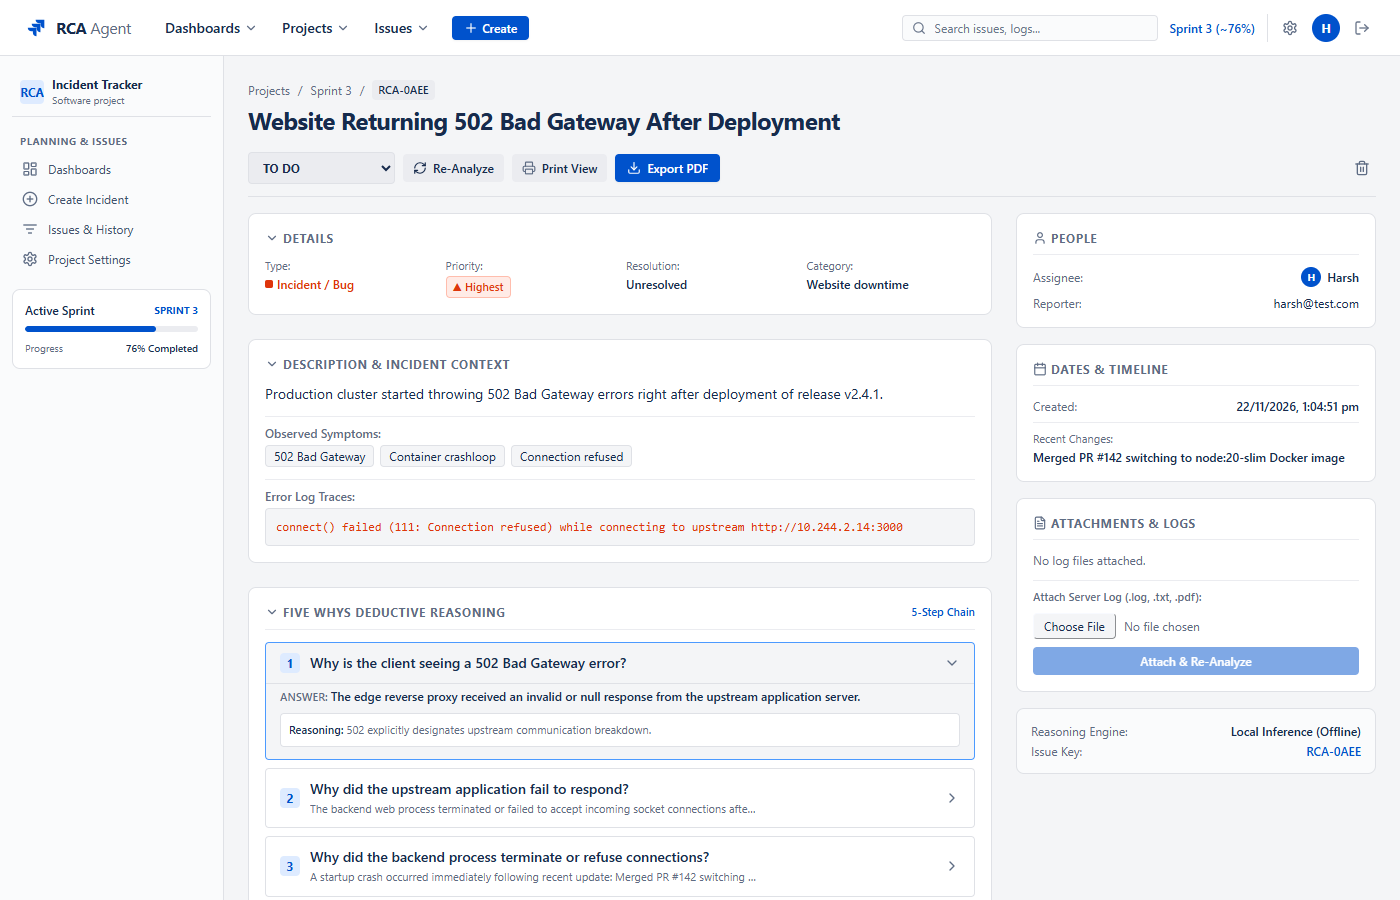 RCA Agent
Dashboards
Projects
Issues
Create
Search issues, logs...
Sprint 3 (~76%)
H
RCA
Incident Tracker
Software project
PLANNING & ISSUES
Dashboards
Create Incident
Issues & History
Project Settings
Active Sprint
SPRINT 3
Progress
76% Completed
Projects / Sprint 3 / RCA-0AEE
Website Returning 502 Bad Gateway After Deployment
TO DO
Re-Analyze
Print View
Export PDF
DETAILS
Type:
Incident / Bug
Priority:
Highest
Resolution:
Unresolved
Category:
Website downtime
DESCRIPTION & INCIDENT CONTEXT
Production cluster started throwing 502 Bad Gateway errors right after deployment of release v2.4.1.
Observed Symptoms:
502 Bad Gateway
Container crashloop
Connection refused
Error Log Traces:
connect() failed (111: Connection refused) while connecting to upstream http://10.244.2.14:3000
FIVE WHYS DEDUCTIVE REASONING
5-Step Chain
1
Why is the client seeing a 502 Bad Gateway error?
ANSWER: The edge reverse proxy received an invalid or null response from the upstream application server.
Reasoning: 502 explicitly designates upstream communication breakdown.
2
Why did the upstream application fail to respond?
The backend web process terminated or failed to accept incoming socket connections afte...
3
Why did the backend process terminate or refuse connections?
A startup crash occurred immediately following recent update: Merged PR #142 switching ...
PEOPLE
Assignee:
H
Harsh
Reporter:
harsh@test.com
DATES & TIMELINE
Created:
22/11/2026, 1:04:51 pm
Recent Changes:
Merged PR #142 switching to node:20-slim Docker image
ATTACHMENTS & LOGS
No log files attached.
Attach Server Log (.log, .txt, .pdf):
Choose File
No file chosen
Attach & Re-Analyze
Reasoning Engine:
Local Inference (Offline)
Issue Key:
RCA-0AEE